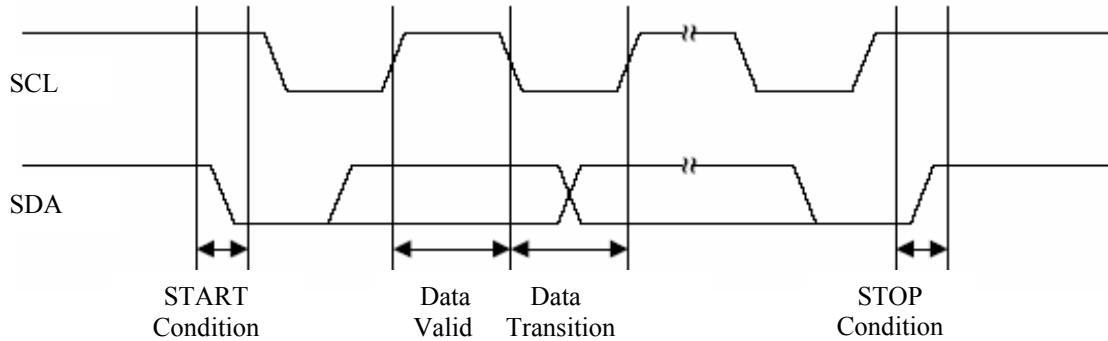 SCL
SDA
START
Condition
Data
Valid
Data
Transition
STOP
Condition